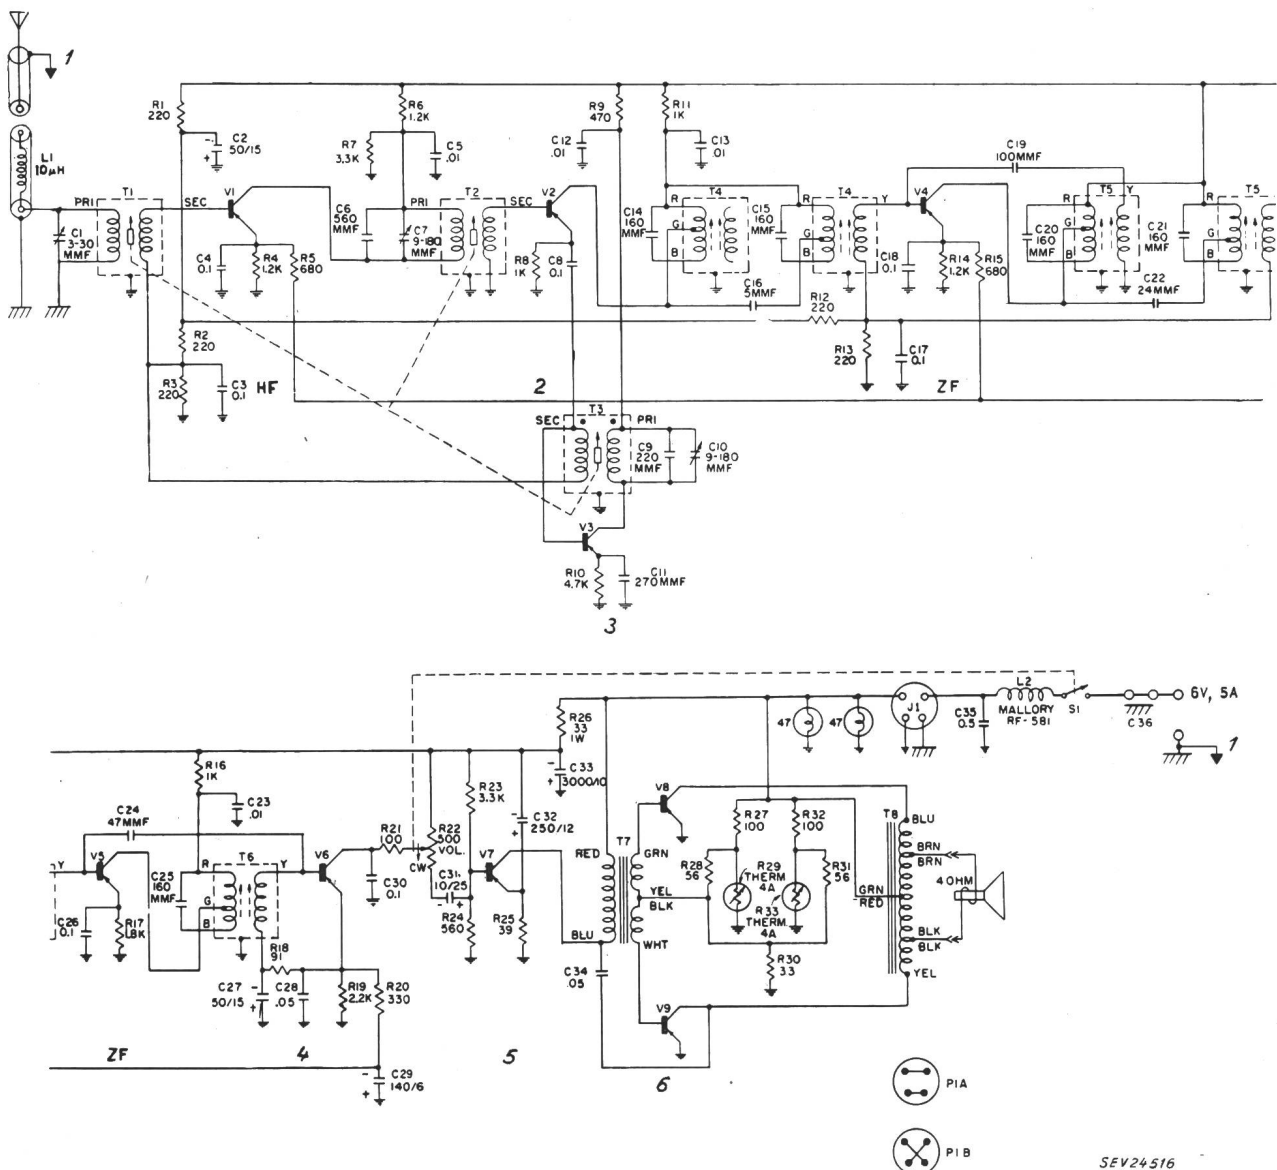 1
R1
220
C2
50/15
R6
1.2K
R7
3.3K
C5
.01
R9
470
C12
.01
R11
1K
C13
.01
C19
100MMF
L1
10µH
T1
PRI
SEC
V1
C6
560
MMF
PRI
T2
C7
9-180
MMF
SEC
V2
C14
160
MMF
R
T4
G
B
C15
160
MMF
R
T4
Y
G
B
V4
R
T5
Y
G
B
C20
160
MMF
C21
160
MMF
R
T5
G
B
C1
3-30
MMF
C4
0.1
R4
1.2K
R5
680
R8
1K
C8
0.1
C16
5MMF
C18
0.1
R14
1.2K
R15
680
C22
24MMF
R2
220
R12
220
R3
220
C3
0.1
HF
2
R13
220
C17
0.1
ZF
SEC
T3
PRI
C9
220
MMF
C10
9-180
MMF
V3
R10
4.7K
C11
270MMF
3
L2
MALLORY
RF-581
S1
6V, 5A
C36
C35
0.5
J1
47
47
1
R26
33
1W
C33
3000/10
R16
1K
C23
.01
C24
47MMF
R23
3.3K
C32
250/12
V8
R27
100
R32
100
T8
BLU
BRN
BRN
Y
V5
R
T6
Y
G
B
C25
160
MMF
V6
R21
100
R22
500
VOL.
CW
C30
0.1
C31
10/25
V7
RED
T7
GRN
YEL
BLK
WHT
BLU
R28
56
R29
THERM
4A
R33
THERM
4A
R31
56
GRN
RED
4 OHM
BLK
BLK
YEL
C26
0.1
R17
1.8K
R18
91
R24
560
R25
39
C34
.05
R30
33
C27
50/15
C28
.05
R19
2.2K
R20
330
V9
ZF
4
5
6
C29
140/6
P1A
P1B
SEV24516